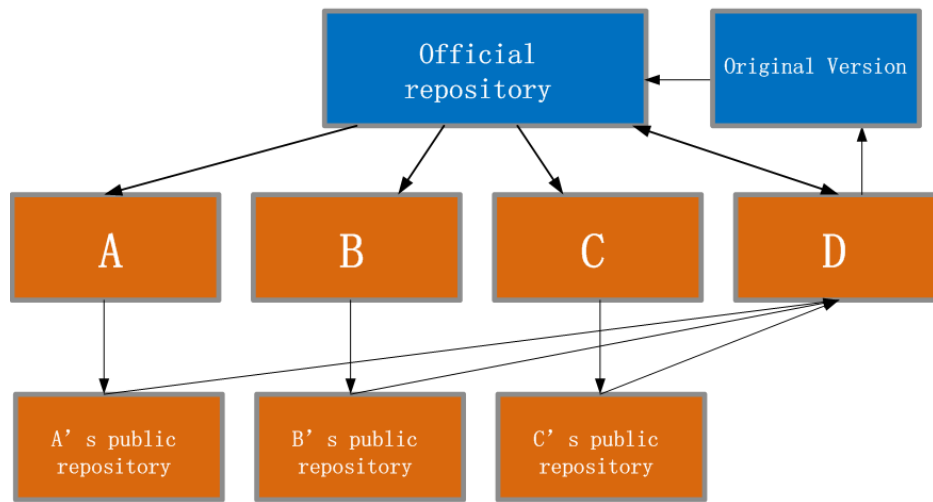 Official
repository
Original Version
A
B
C
D
A's public
repository
B's public
repository
C's public
repository